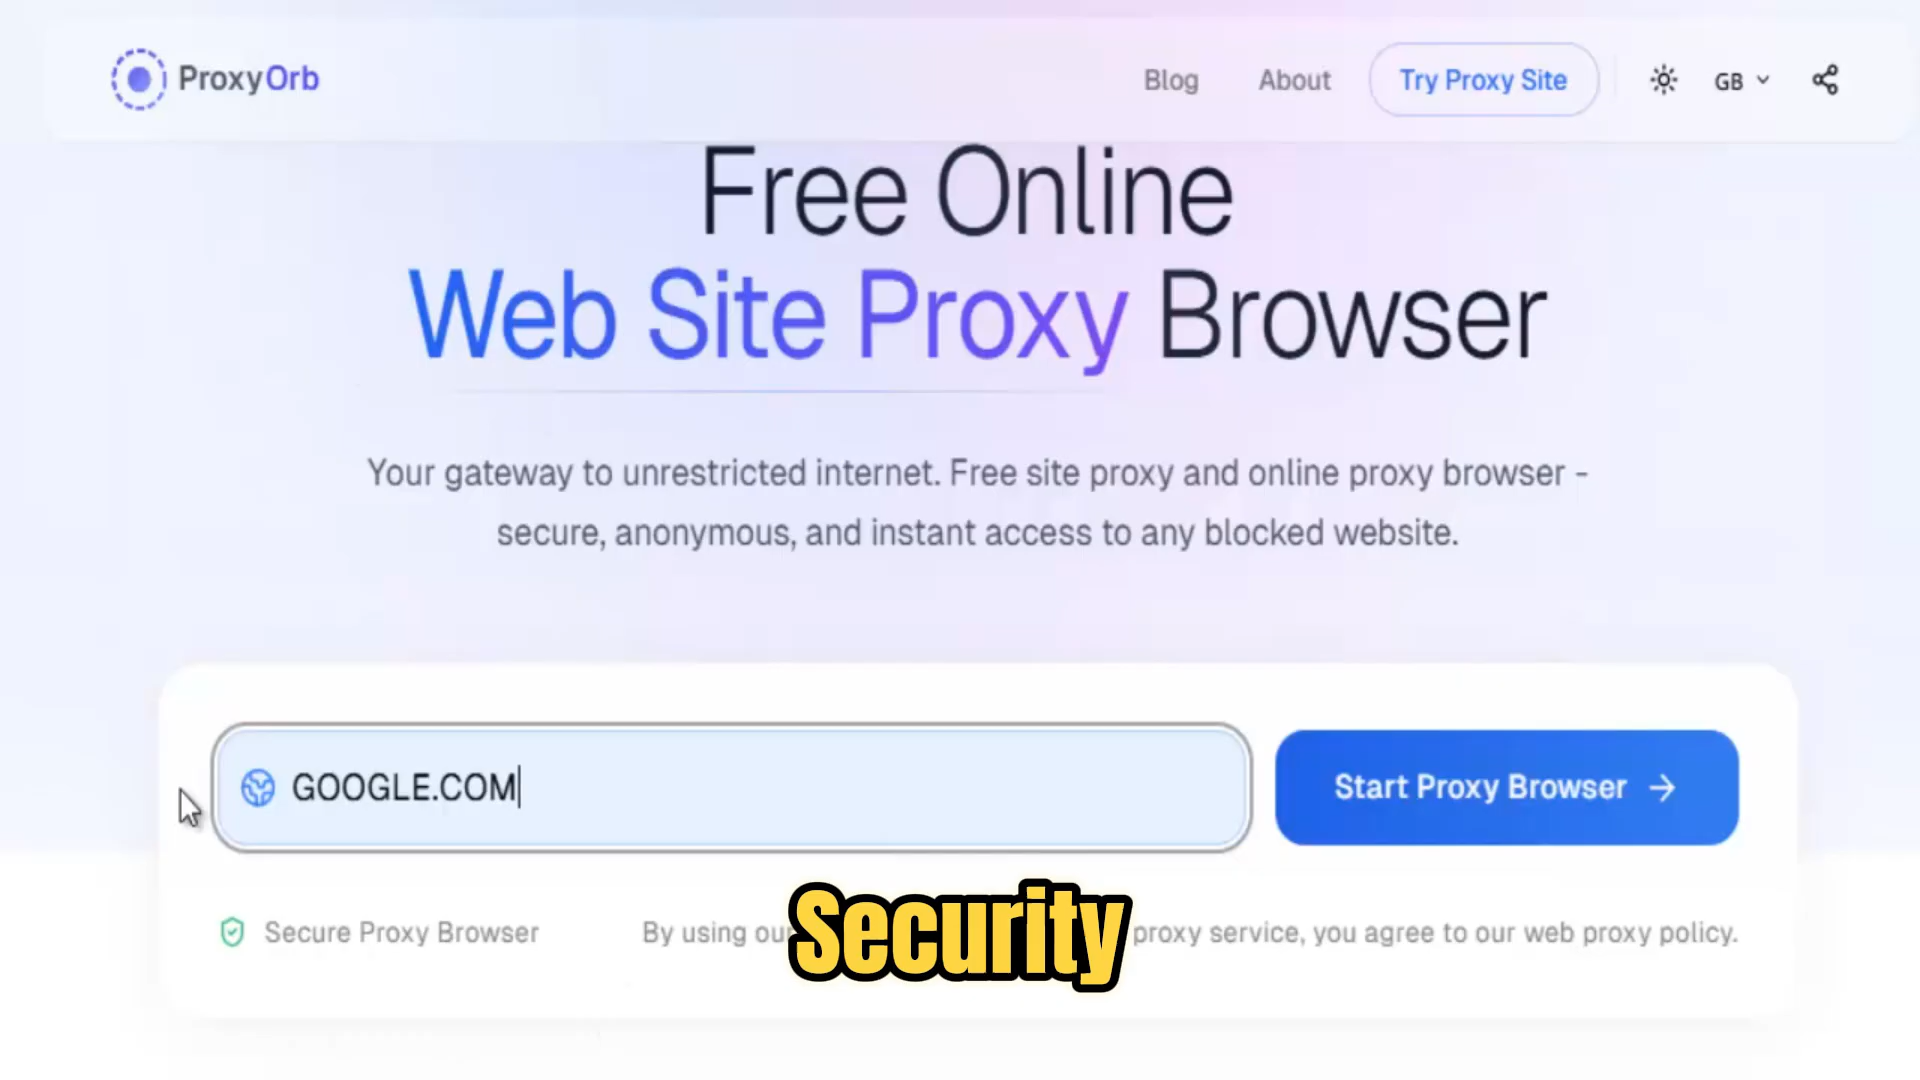 ProxyOrb
Blog
About
Try Proxy Site
GB
Free Online
Web Site Proxy Browser
Your gateway to unrestricted internet. Free site proxy and online proxy browser -
secure, anonymous, and instant access to any blocked website.
GOOGLE.COM
Start Proxy Browser
Secure Proxy Browser
By using our proxy service, you agree to our web proxy policy.
Security